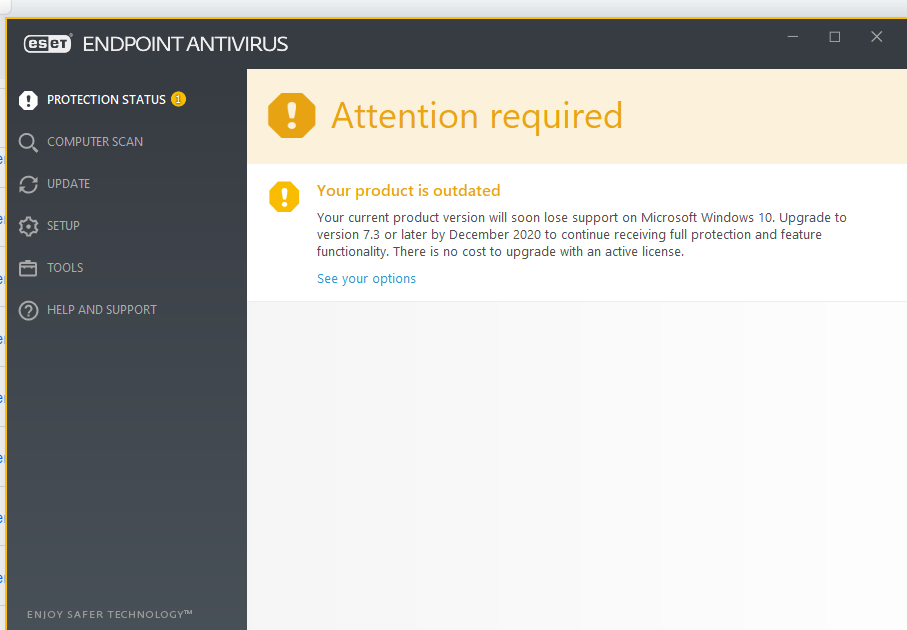 eset ENDPOINT ANTIVIRUS
PROTECTION STATUS 1
COMPUTER SCAN
UPDATE
SETUP
TOOLS
HELP AND SUPPORT
ENJOY SAFER TECHNOLOGY™
Attention required
Your product is outdated
Your current product version will soon lose support on Microsoft Windows 10. Upgrade to
version 7.3 or later by December 2020 to continue receiving full protection and feature
functionality. There is no cost to upgrade with an active license.
See your options